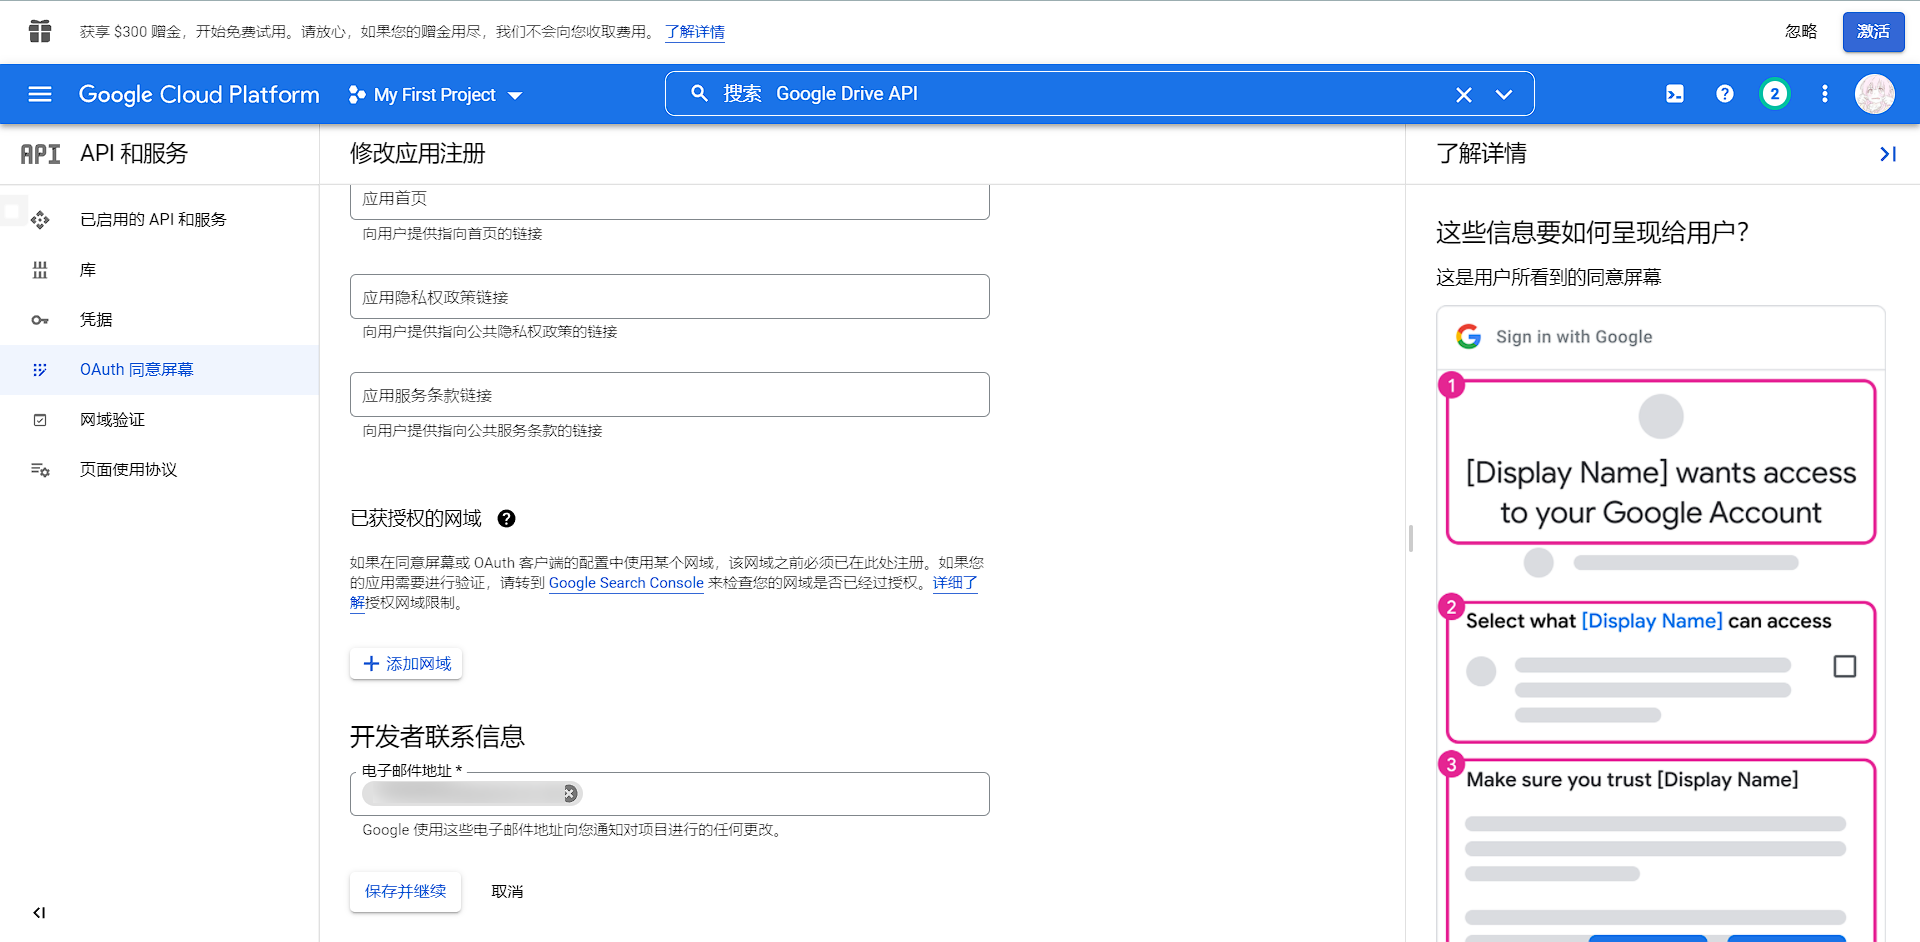 获享 $300 赠金，开始免费试用。请放心，如果您的赠金用尽，我们不会向您收取费用。 了解详情
忽略
激活
Google Cloud Platform
My First Project
搜索 Google Drive API
2
API API 和服务
已启用的 API 和服务
库
凭据
OAuth 同意屏幕
网域验证
页面使用协议
修改应用注册
应用首页
向用户提供指向首页的链接
应用隐私权政策链接
向用户提供指向公共隐私权政策的链接
应用服务条款链接
向用户提供指向公共服务条款的链接
已获授权的网域
如果在同意屏幕或 OAuth 客户端的配置中使用某个网域，该网域之前必须已在此处注册。如果您
的应用需要进行验证，请转到 Google Search Console 来检查您的网域是否已经过授权。详细了
解授权网域限制。
添加网域
开发者联系信息
电子邮件地址 *
Google 使用这些电子邮件地址向您通知对项目进行的任何更改。
保存并继续
取消
了解详情
这些信息要如何呈现给用户？
这是用户所看到的同意屏幕
Sign in with Google
1
[Display Name] wants access
to your Google Account
2
Select what [Display Name] can access
3
Make sure you trust [Display Name]